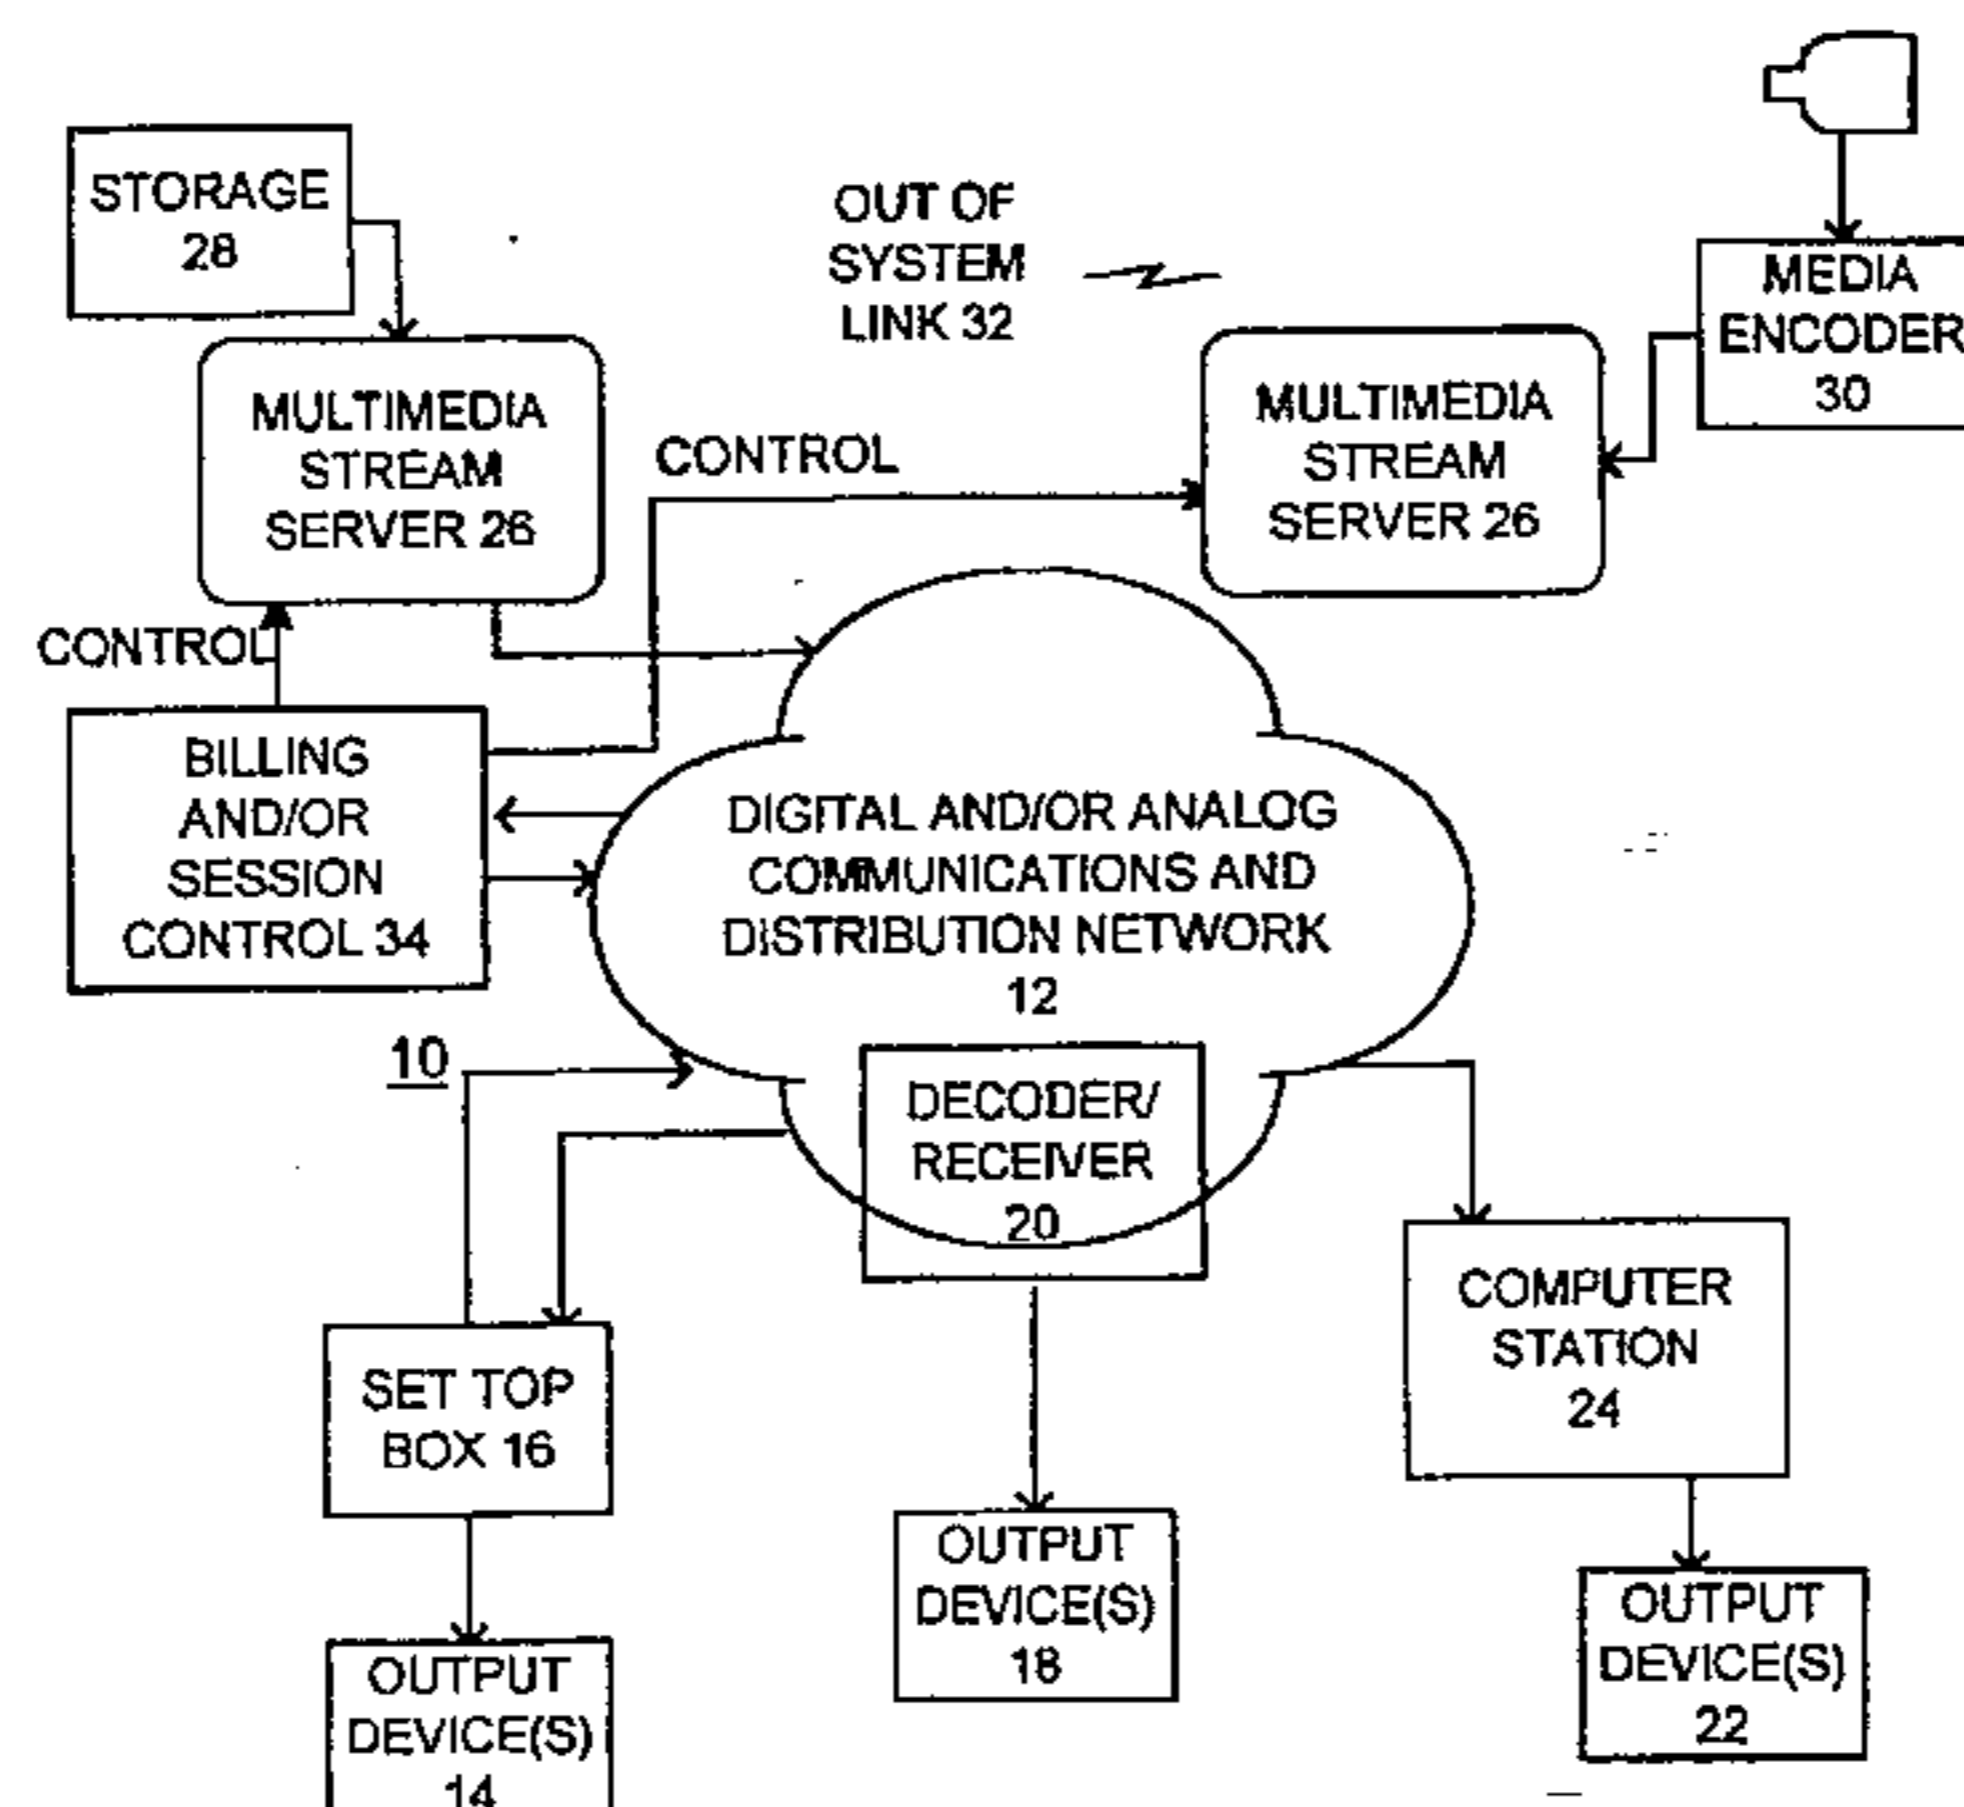 STORAGE
28
OUT OF
SYSTEM
LINK 32
MEDIA
ENCODER
30
MULTIMEDIA
STREAM
SERVER 26
CONTROL
MULTIMEDIA
STREAM
SERVER 26
CONTROL
BILLING
AND/OR
SESSION
CONTROL 34
DIGITAL AND/OR ANALOG
COMMUNICATIONS AND
DISTRIBUTION NETWORK
12
10
DECODER/
RECEIVER
20
COMPUTER
STATION
24
SET TOP
BOX 16
OUTPUT
DEVICE(S)
18
OUTPUT
DEVICE(S)
22
OUTPUT
DEVICE(S)
14